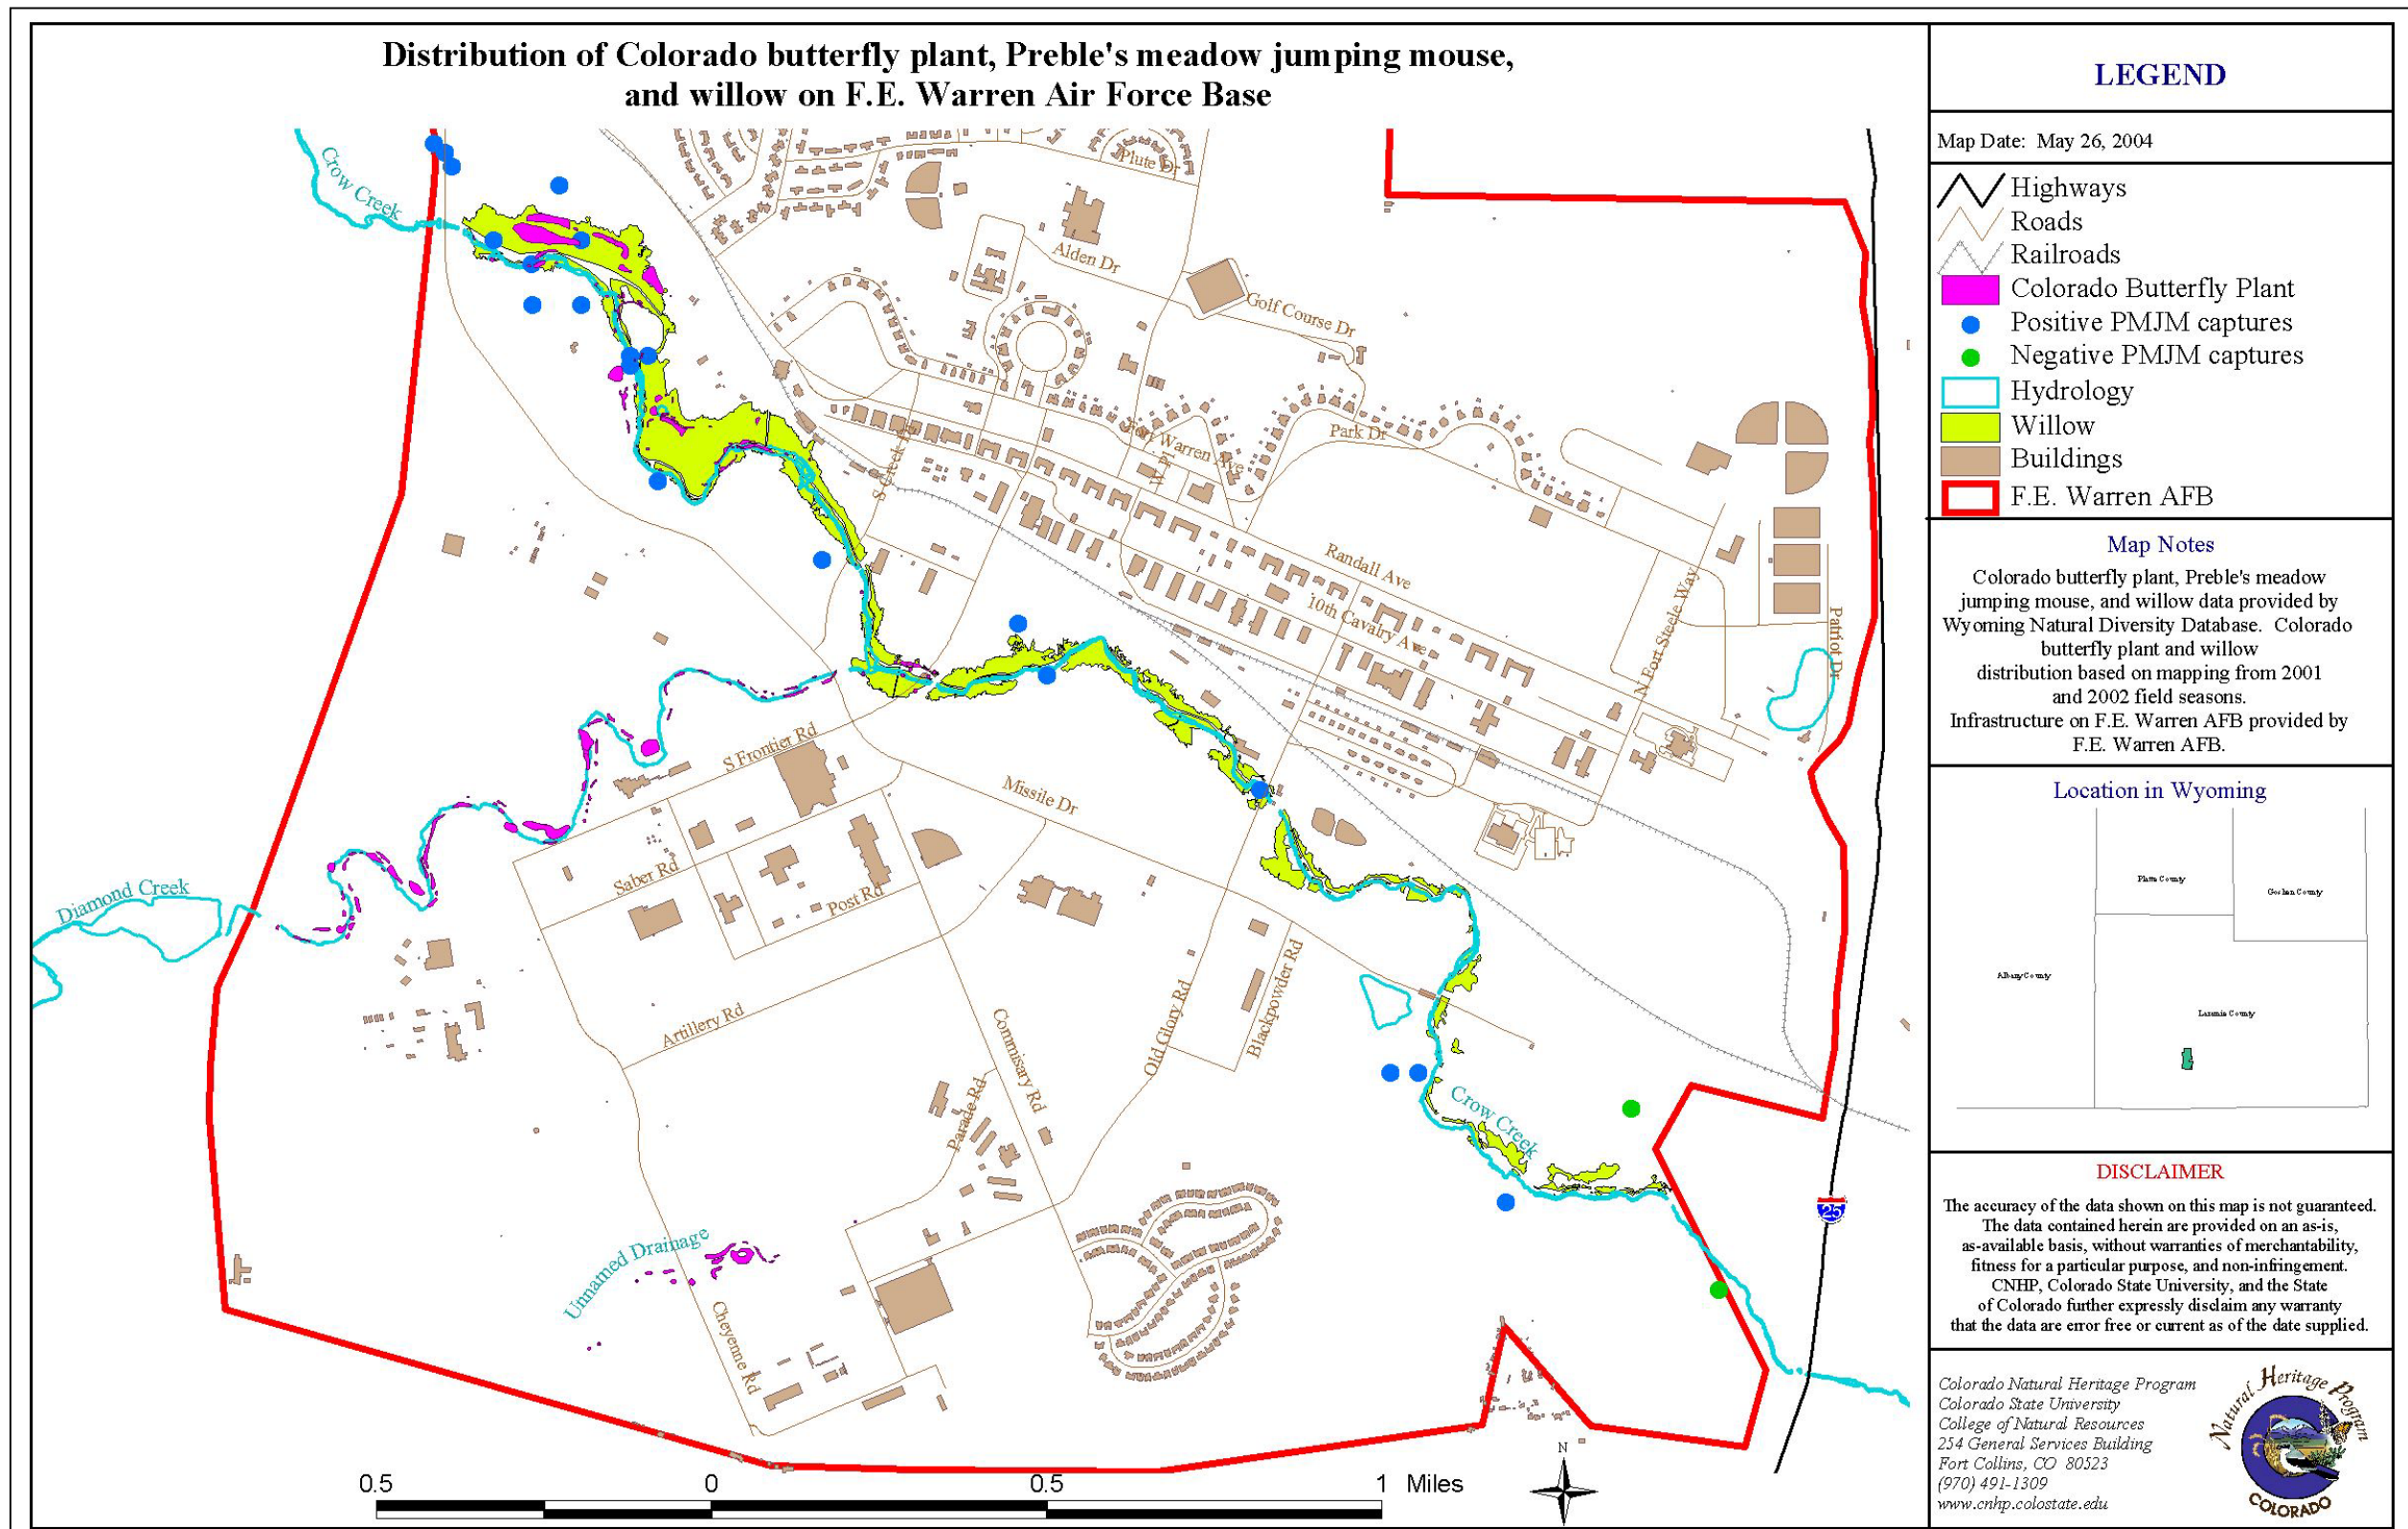 Distribution of Colorado butterfly plant, Preble's meadow jumping mouse,
and willow on F.E. Warren Air Force Base
Crow Creek
Plute Dr
Alden Dr
Golf Course Dr
Fort Warren Ave
Park Dr
S Creek Dr
W Pl
Randall Ave
10th Cavalry Ave
N Fort Steele Way
Patriot Dr
S Frontier Rd
Missile Dr
Saber Rd
Post Rd
Diamond Creek
Artillery Rd
Commisary Rd
Old Glory Rd
Blackpowder Rd
Parade Rd
Crow Creek
Unnamed Drainage
Cheyenne Rd
25
0.5 0 0.5 1 Miles
N
LEGEND
Map Date: May 26, 2004
Highways
Roads
Railroads
Colorado Butterfly Plant
Positive PMJM captures
Negative PMJM captures
Hydrology
Willow
Buildings
F.E. Warren AFB
Map Notes
Colorado butterfly plant, Preble's meadow
jumping mouse, and willow data provided by
Wyoming Natural Diversity Database. Colorado
butterfly plant and willow
distribution based on mapping from 2001
and 2002 field seasons.
Infrastructure on F.E. Warren AFB provided by
F.E. Warren AFB.
Location in Wyoming
Platte County
Goshen County
Albany County
Laramie County
DISCLAIMER
The accuracy of the data shown on this map is not guaranteed.
The data contained herein are provided on an as-is,
as-available basis, without warranties of merchantability,
fitness for a particular purpose, and non-infringement.
CNHP, Colorado State University, and the State
of Colorado further expressly disclaim any warranty
that the data are error free or current as of the date supplied.
Colorado Natural Heritage Program
Colorado State University
College of Natural Resources
254 General Services Building
Fort Collins, CO 80523
(970) 491-1309
www.cnhp.colostate.edu
Natural Heritage Program
COLORADO